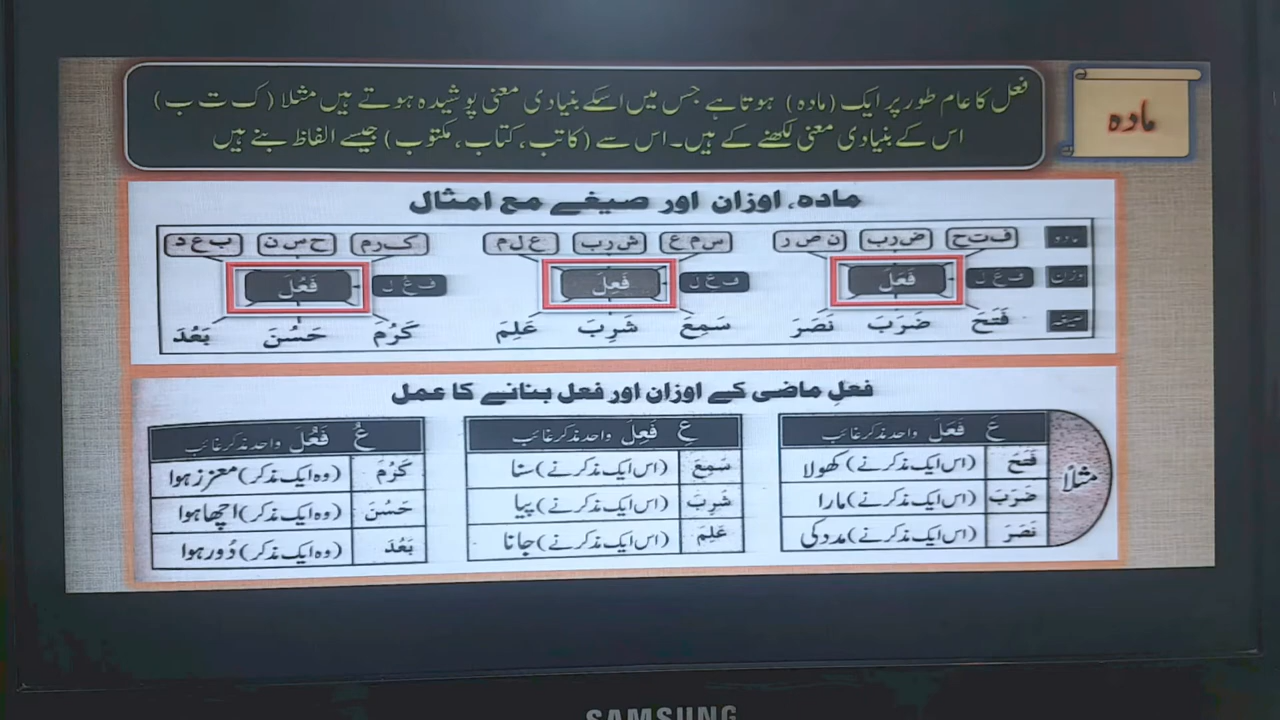 مادہ
فعل کا عام طور پر ایک (مادہ) ہوتا ہے جس میں اسکے بنیادی معنی پوشیدہ ہوتے ہیں مثلا (ک ت ب)
اس کے بنیادی معنی لکھنے کے ہیں۔ اس سے (کاتب، کتاب، مکتوب) جیسے الفاظ بنے ہیں
مادہ، اوزان اور صیغے مع امثال
مادہ ف ت ح ض ر ب ن ص ر س م ع ش ر ب ع ل م ک ر م ح س ن ب ع د
اوزان ف ع ل فَعَلَ ف ع ل فَعِلَ ف ع ل فَعُلَ
صیغہ فَتَحَ ضَرَبَ نَصَرَ سَمِعَ شَرِبَ عَلِمَ کَرُمَ حَسُنَ بَعُدَ
فعلِ ماضی کے اوزان اور فعل بنانے کا عمل
عَ فَعَلَ واحد مذکر غائب عِ فَعِلَ واحد مذکر غائب عُ فَعُلَ واحد مذکر غائب
مثلاً
فَتَحَ (اس ایک مذکر نے) کھولا سَمِعَ (اس ایک مذکر نے) سنا کَرُمَ (وہ ایک مذکر) معزز ہوا
ضَرَبَ (اس ایک مذکر نے) مارا شَرِبَ (اس ایک مذکر نے) پیا حَسُنَ (وہ ایک مذکر) اچھا ہوا
نَصَرَ (اس ایک مذکر نے) مدد کی عَلِمَ (اس ایک مذکر نے) جانا بَعُدَ (وہ ایک مذکر) دُور ہوا
SAMSUNG